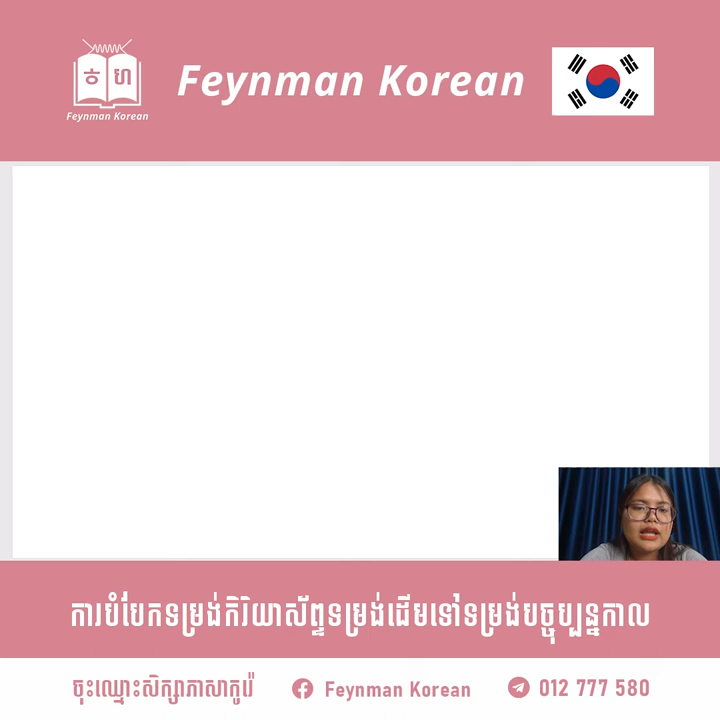 ㅎ ហ
Feynman Korean
Feynman Korean
ការបំបែកទម្រង់កិរិយាស័ព្ទទម្រង់ដើមទៅទម្រង់បច្ចុប្បន្នកាល
ចុះឈ្មោះសិក្សាភាសាកូរ៉េ
Feynman Korean
012 777 580